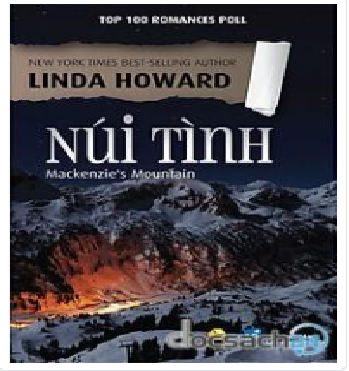 TOP 100 ROMANCES POLL
NEW YORK TIMES BEST-SELLING AUTHOR
LINDA HOWARD
NÚI TÌNH
Mackenzie's Mountain
docsach